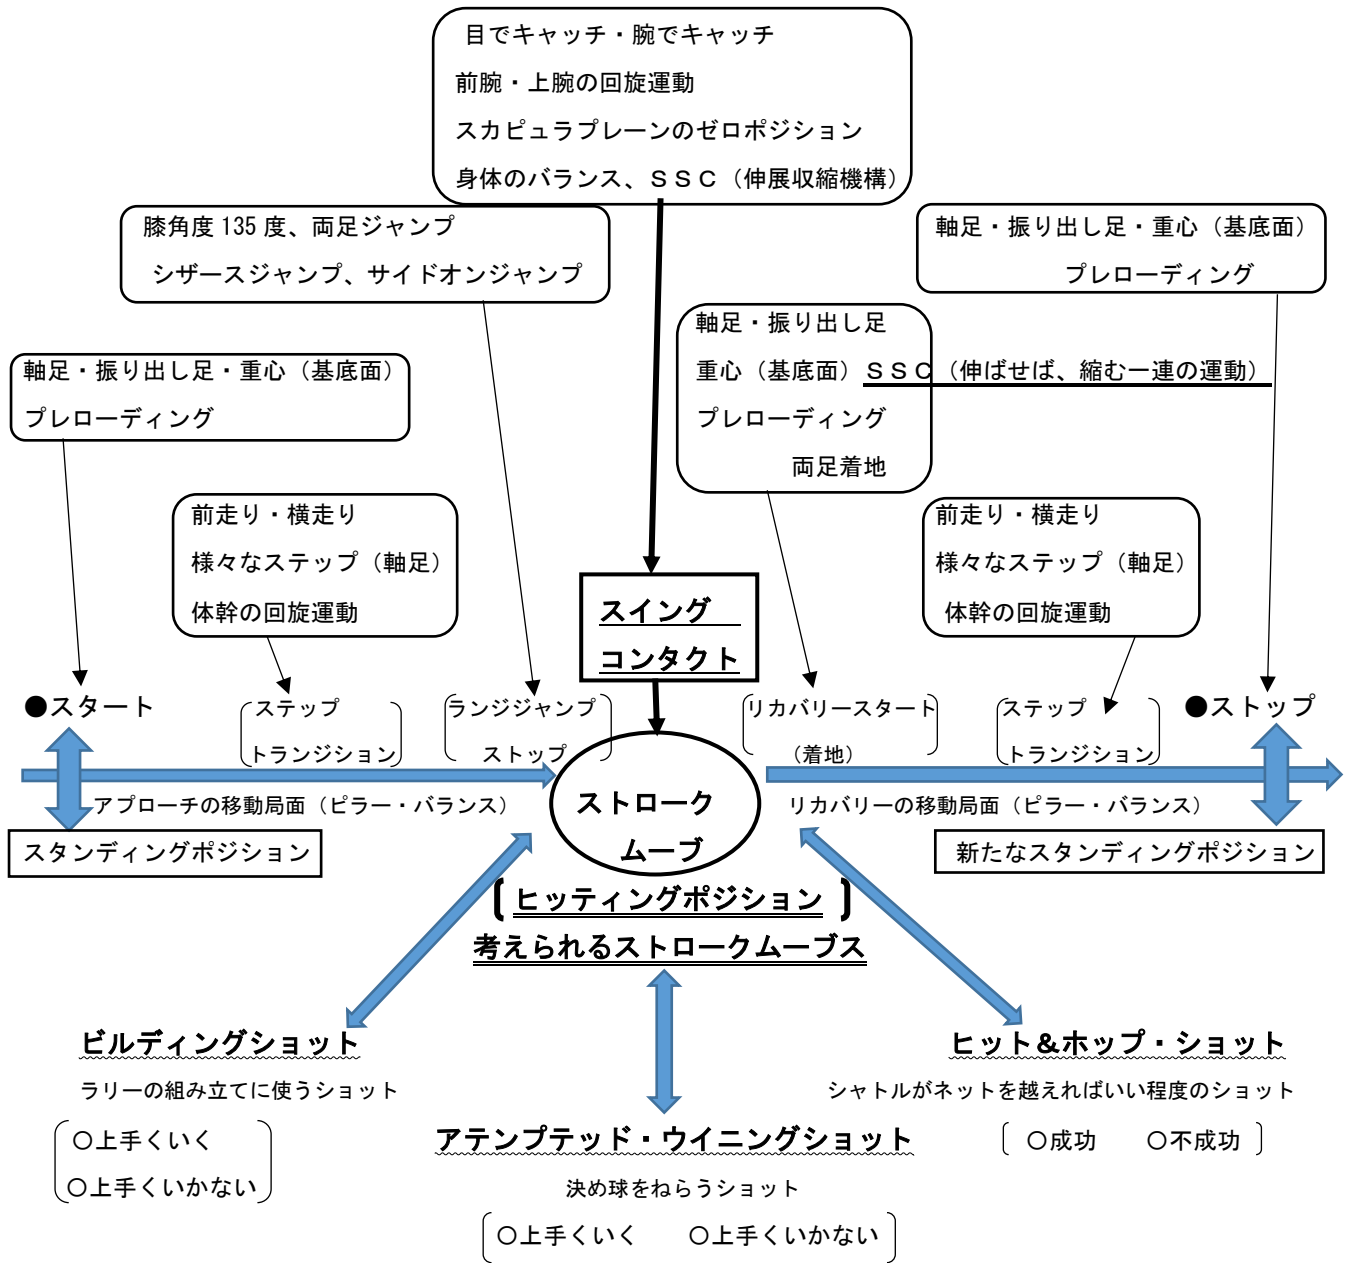 目でキャッチ・腕でキャッチ
前腕・上腕の回旋運動
スカピュラプレーンのゼロポジション
身体のバランス、ＳＳＣ（伸展収縮機構）
膝角度 135 度、両足ジャンプ
シザースジャンプ、サイドオンジャンプ
軸足・振り出し足・重心（基底面）
プレローディング
軸足・振り出し足
重心（基底面）ＳＳＣ（伸ばせば、縮む一連の運動）
プレローディング
両足着地
軸足・振り出し足・重心（基底面）
プレローディング
前走り・横走り
様々なステップ（軸足）
体幹の回旋運動
前走り・横走り
様々なステップ（軸足）
体幹の回旋運動
スイング
コンタクト
●スタート
ステップ
トランジション
ランジジャンプ
ストップ
リカバリースタート
（着地）
ステップ
トランジション
●ストップ
アプローチの移動局面（ピラー・バランス）
ストローク
ムーブ
リカバリーの移動局面（ピラー・バランス）
スタンディングポジション
新たなスタンディングポジション
〔ヒッティングポジション〕
考えられるストロークムーブス
ビルディングショット
ラリーの組み立てに使うショット
○上手くいく
○上手くいかない
アテンプテッド・ウイニングショット
決め球をねらうショット
○上手くいく　○上手くいかない
ヒット＆ホップ・ショット
シャトルがネットを越えればいい程度のショット
○成功　○不成功